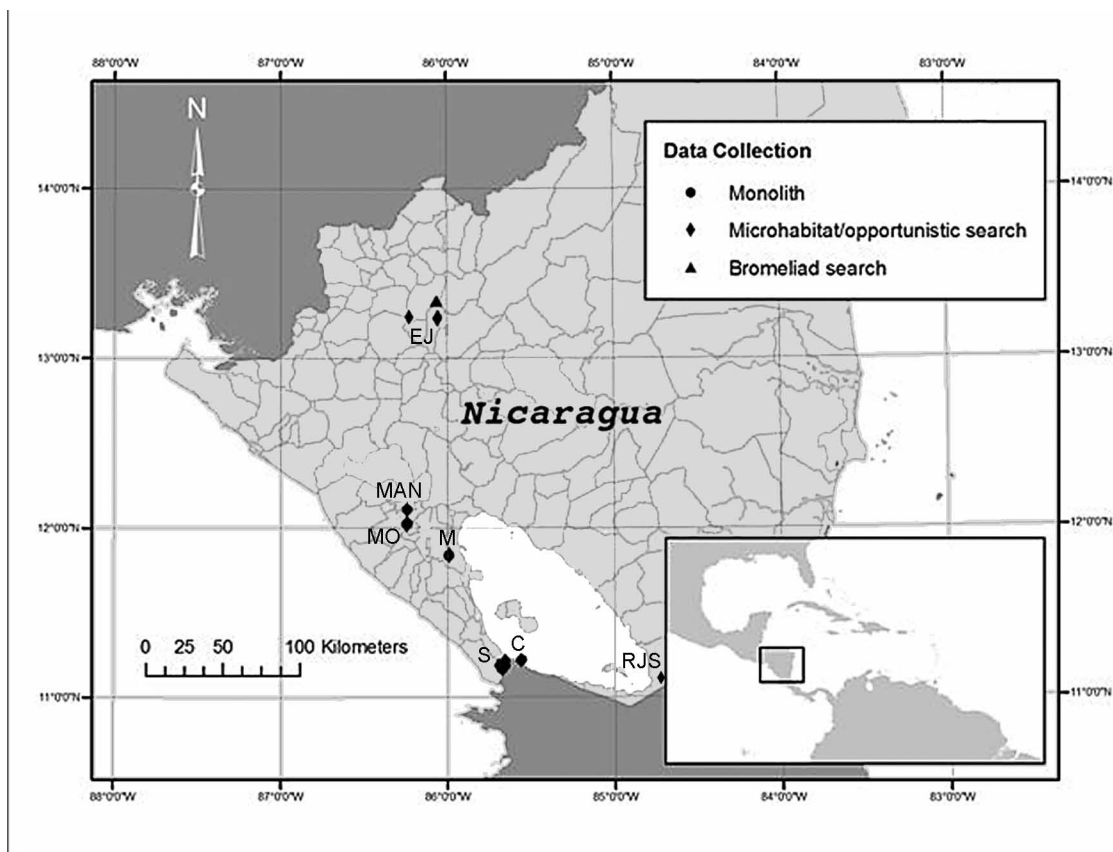 88°0'0"W 87°0'0"W 86°0'0"W 85°0'0"W 84°0'0"W 83°0'0"W
N
Data Collection
Monolith
Microhabitat/opportunistic search
Bromeliad search
14°0'0"N 14°0'0"N
EJ
13°0'0"N 13°0'0"N
Nicaragua
MAN
12°0'0"N 12°0'0"N
MO M
0 25 50 100 Kilometers
S C RJS
11°0'0"N 11°0'0"N
88°0'0"W 87°0'0"W 86°0'0"W 85°0'0"W 84°0'0"W 83°0'0"W